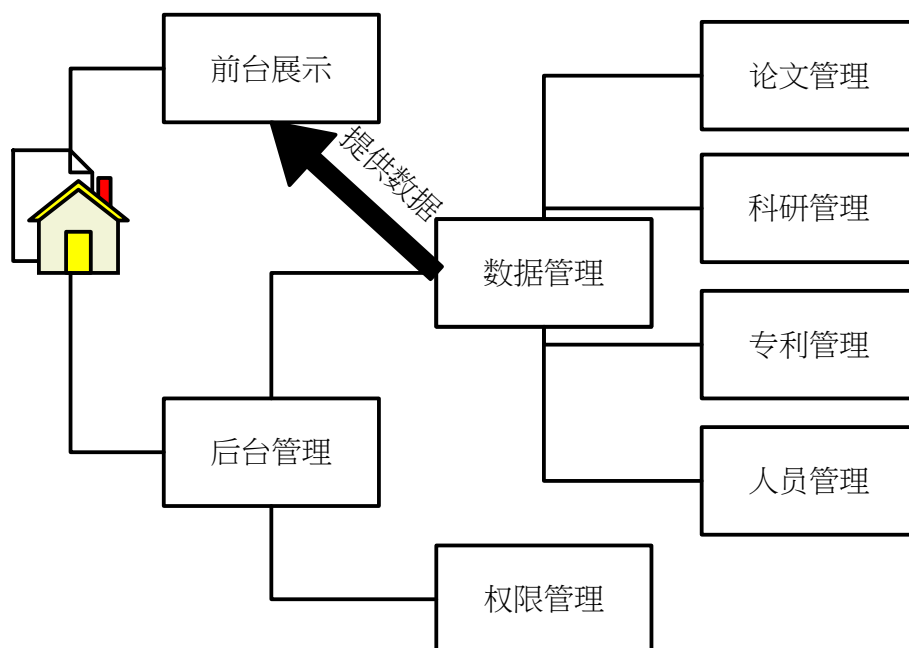 前台展示
论文管理
提供数据
科研管理
数据管理
专利管理
后台管理
人员管理
权限管理